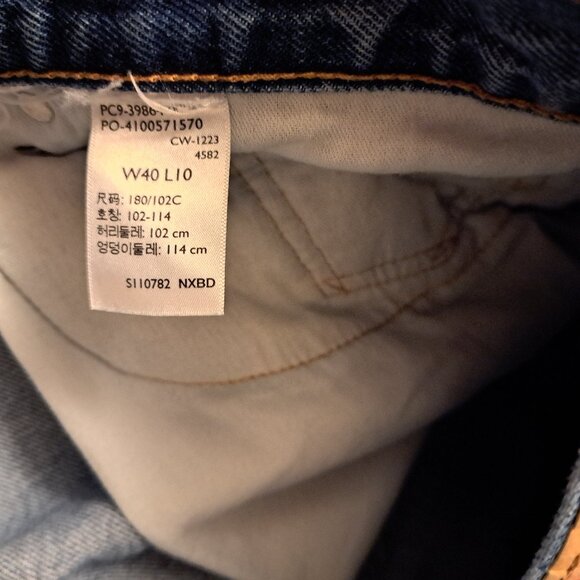 PC9-3986
PO-4100571570
CW-1223
4582
W40 L10
尺码: 180/102C
호칭: 102-114
허리둘레: 102 cm
엉덩이둘레: 114 cm
S110782 NXBD